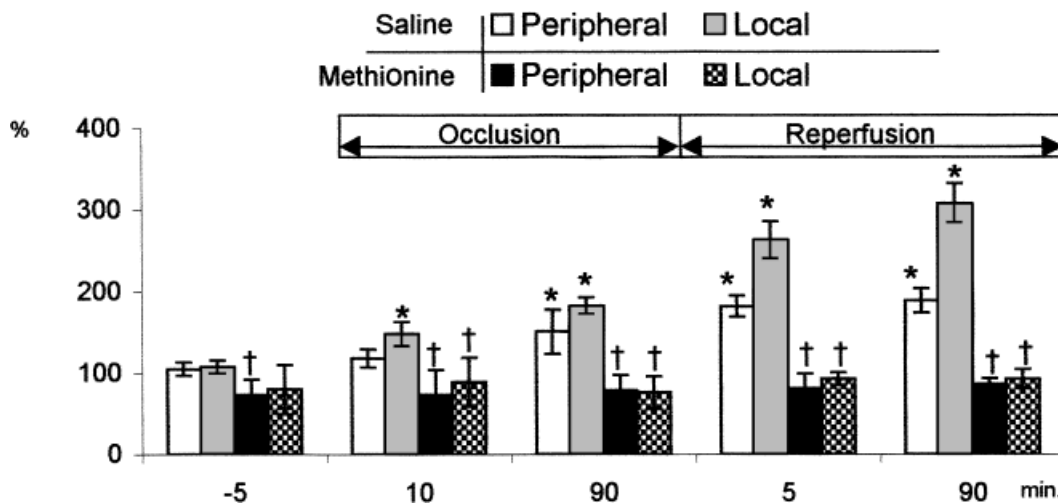 Saline Peripheral Local
Methionine Peripheral Local
% 400
Occlusion Reperfusion
300
200
100
0
* * * * * * *
† † † † † † † † †
-5 10 90 5 90 min.